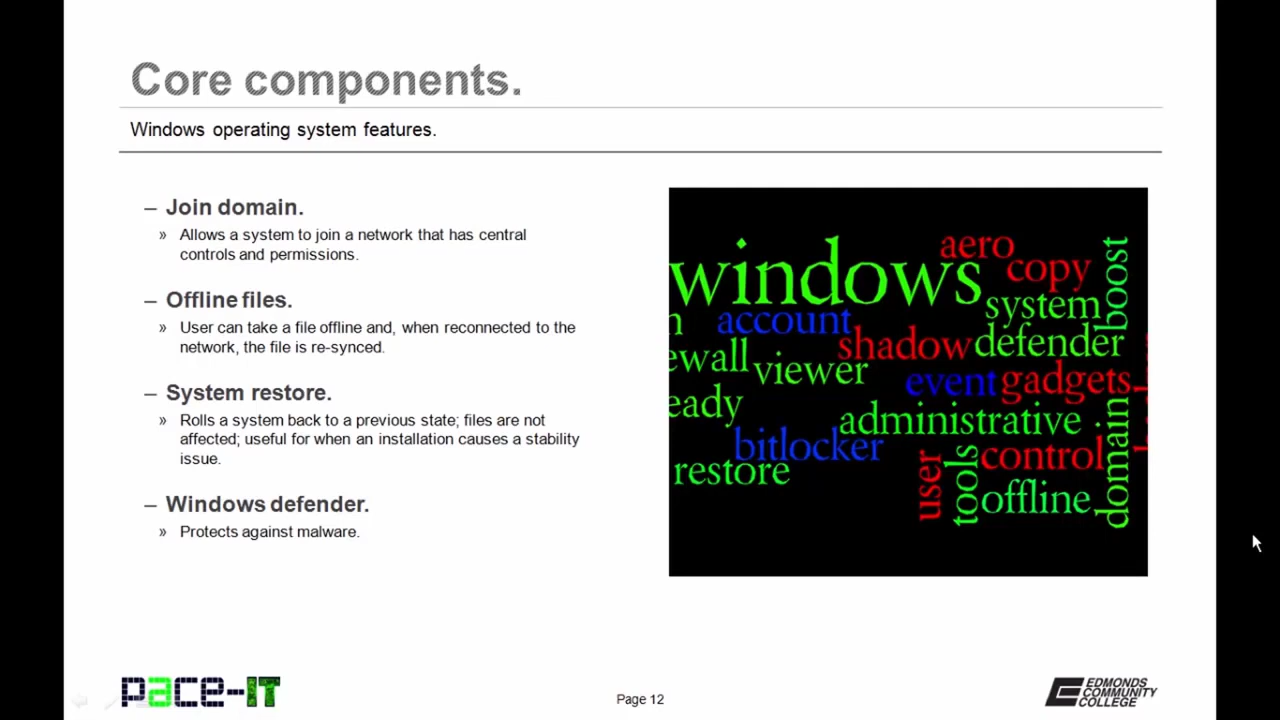 Core components.
Windows operating system features.
– Join domain.
» Allows a system to join a network that has central
controls and permissions.
– Offline files.
» User can take a file offline and, when reconnected to the
network, the file is re-synced.
– System restore.
» Rolls a system back to a previous state; files are not
affected; useful for when an installation causes a stability
issue.
– Windows defender.
» Protects against malware.
windows
aero
copy
boost
system
account
shadow
defender
ewall
viewer
event
gadgets
eady
administrative
bitlocker
control
domain
restore
user
tools
offline
pace-IT
Page 12
EDMONDS
COMMUNITY
COLLEGE